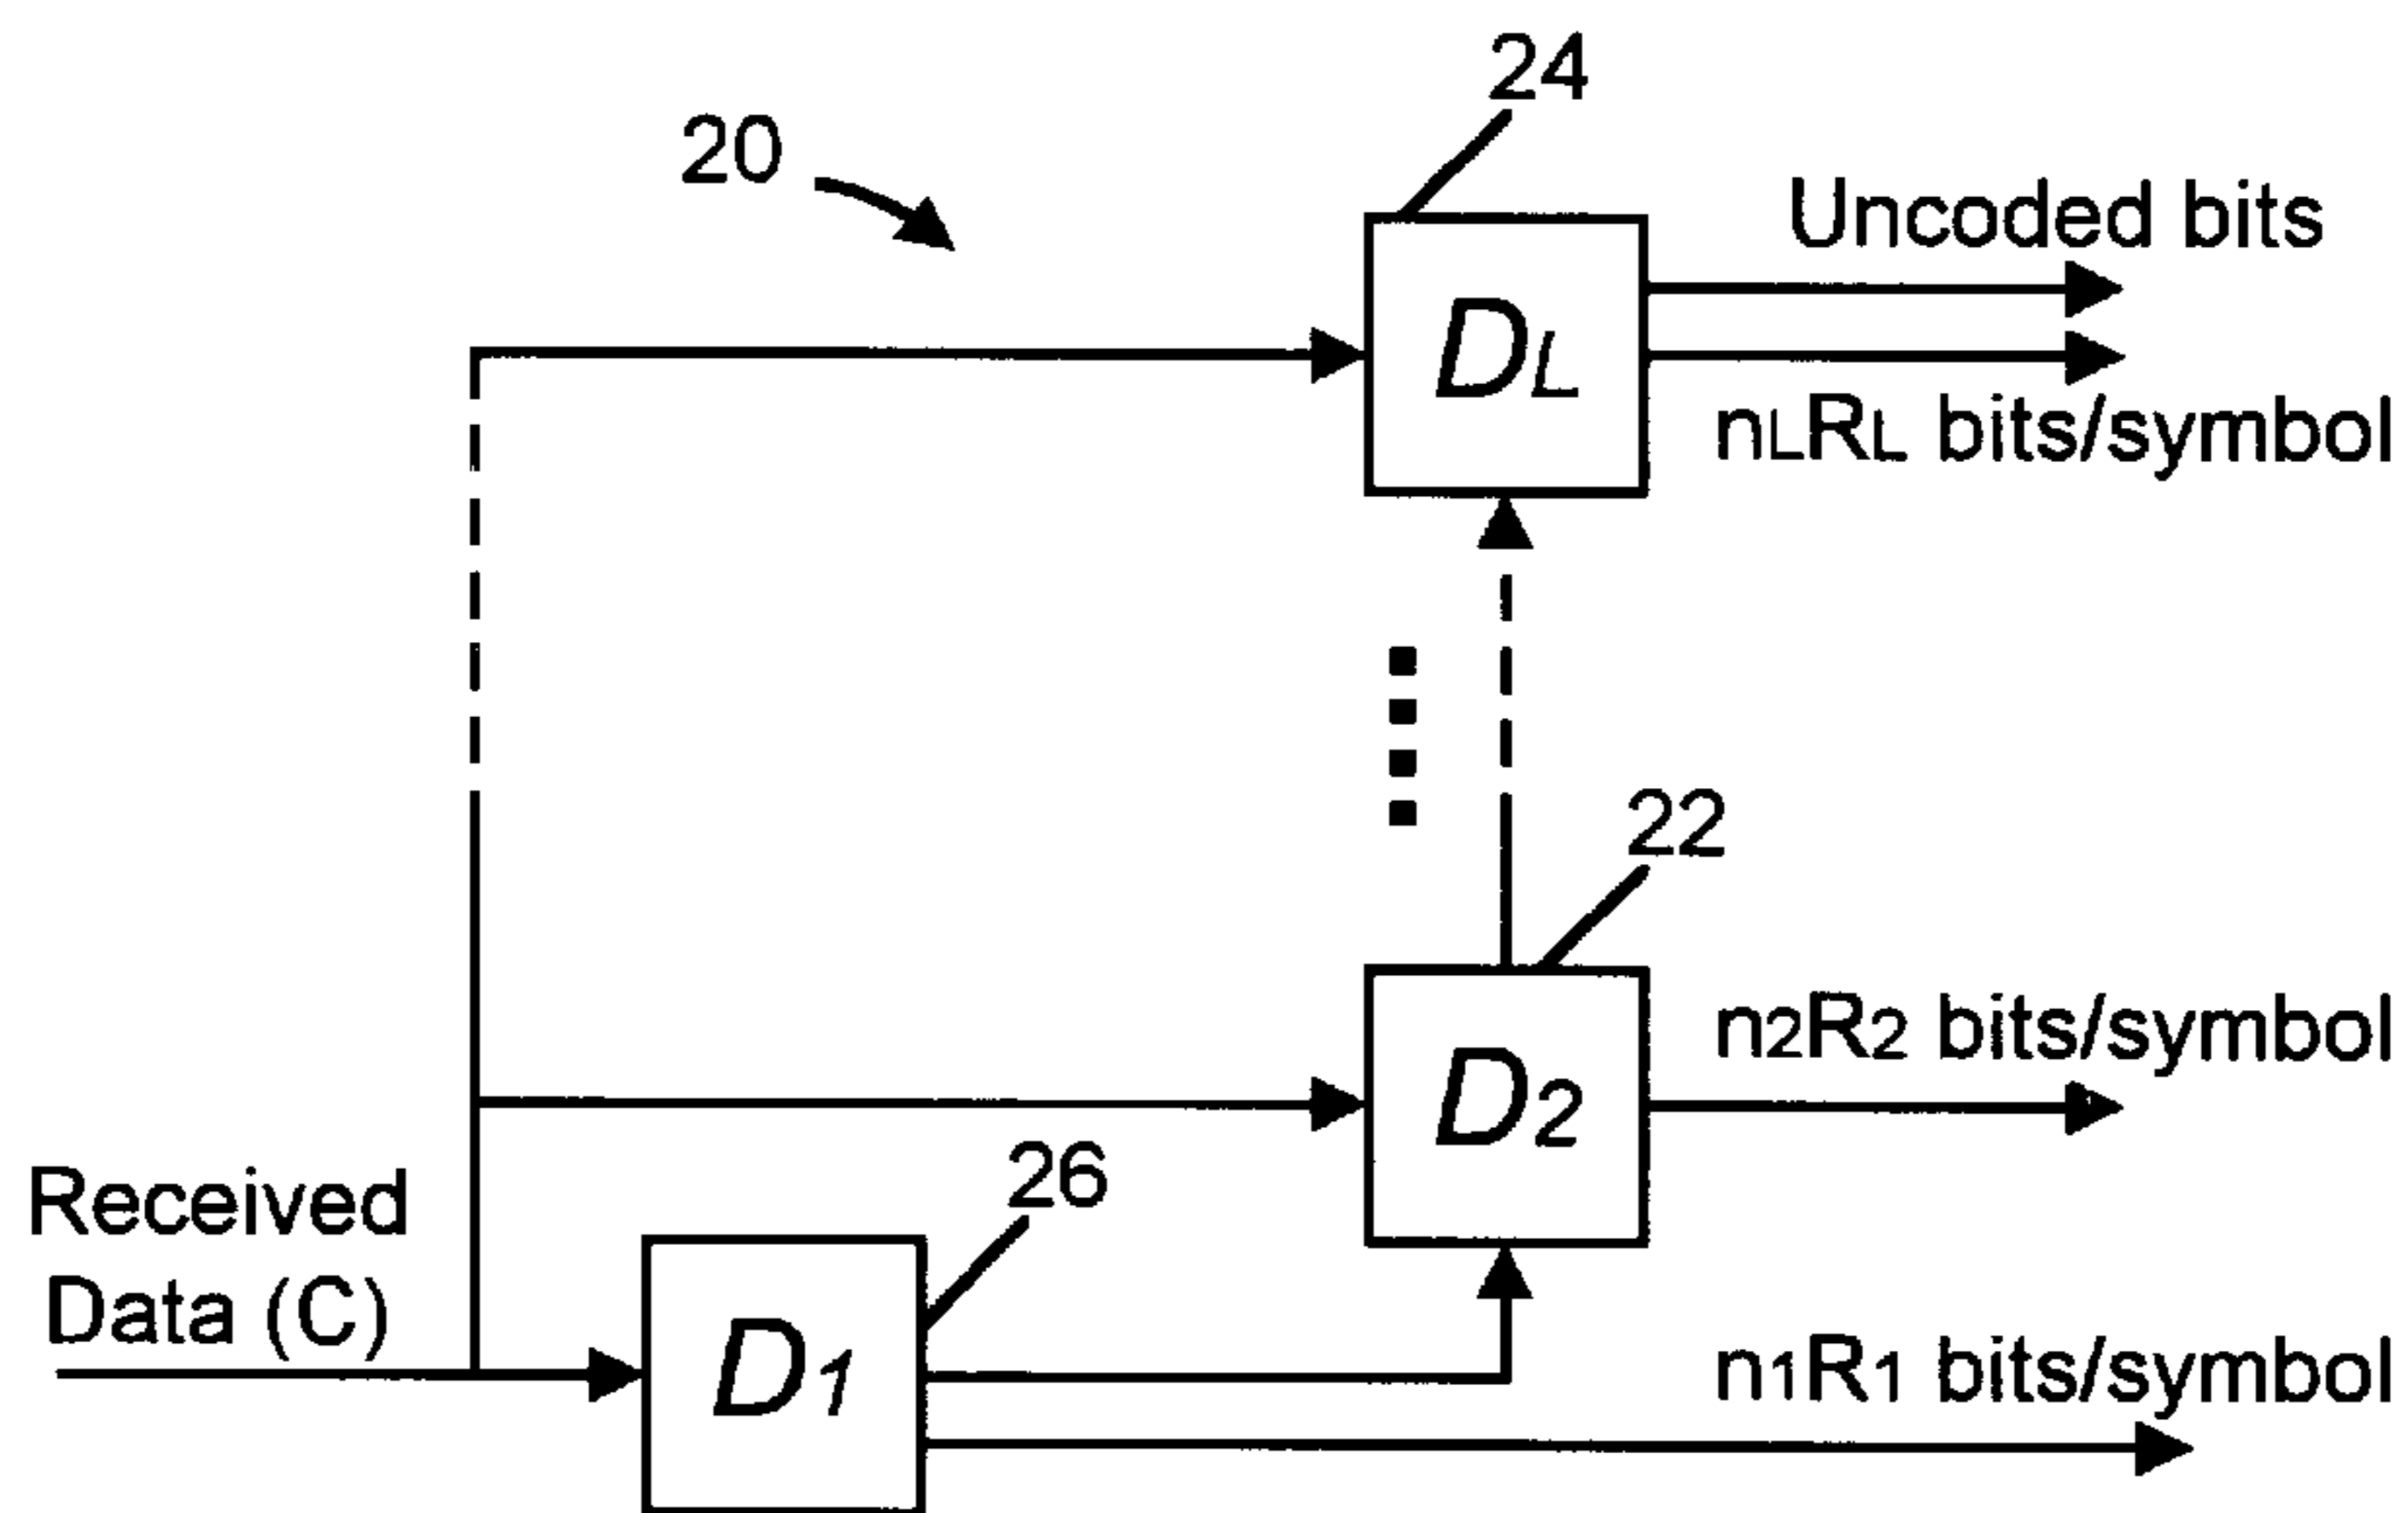 24
20
Uncoded bits
DL
nLRL bits/symbol
22
n2R2 bits/symbol
D2
26
Received
Data (C)
n1R1 bits/symbol
D1